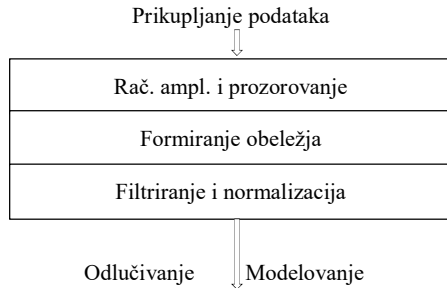 Prikupljanje podataka
Rač. ampl. i prozorovanje
Formiranje obeležja
Filtriranje i normalizacija
Odlučivanje Modelovanje